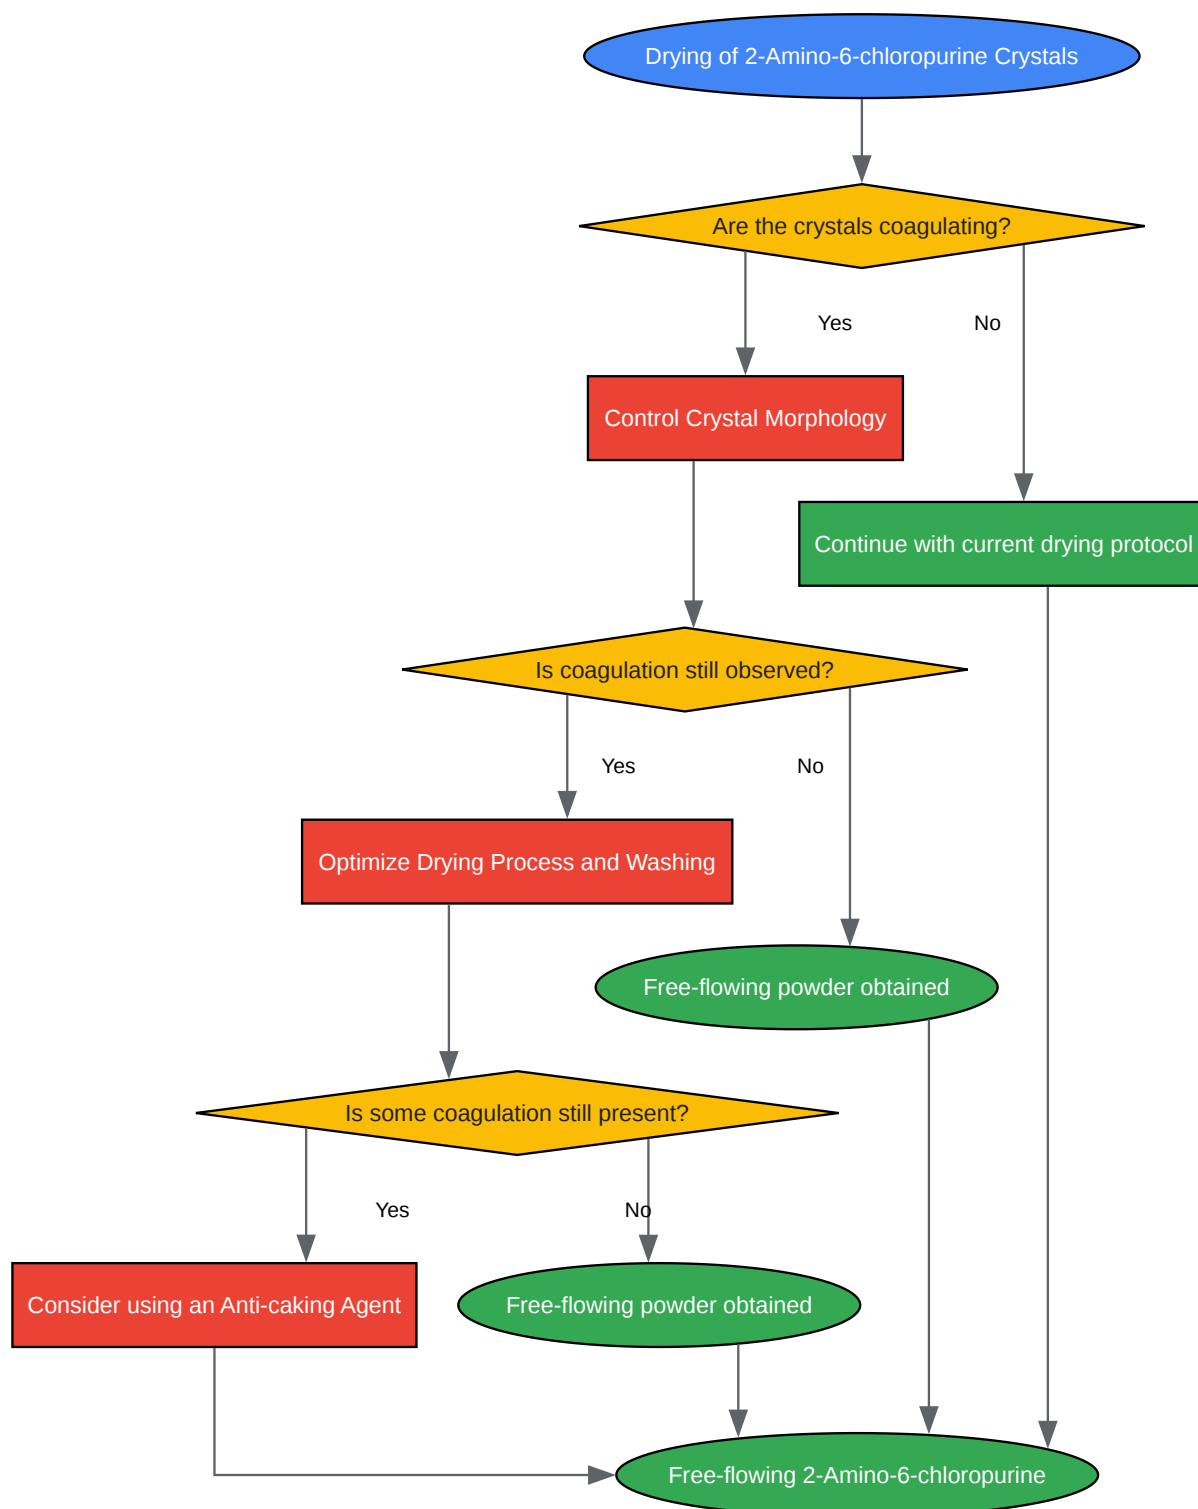 Drying of 2-Amino-6-chloropurine Crystals
Are the crystals coagulating?
Yes
No
Control Crystal Morphology
Continue with current drying protocol
Is coagulation still observed?
Yes
No
Optimize Drying Process and Washing
Free-flowing powder obtained
Is some coagulation still present?
Yes
No
Consider using an Anti-caking Agent
Free-flowing powder obtained
Free-flowing 2-Amino-6-chloropurine